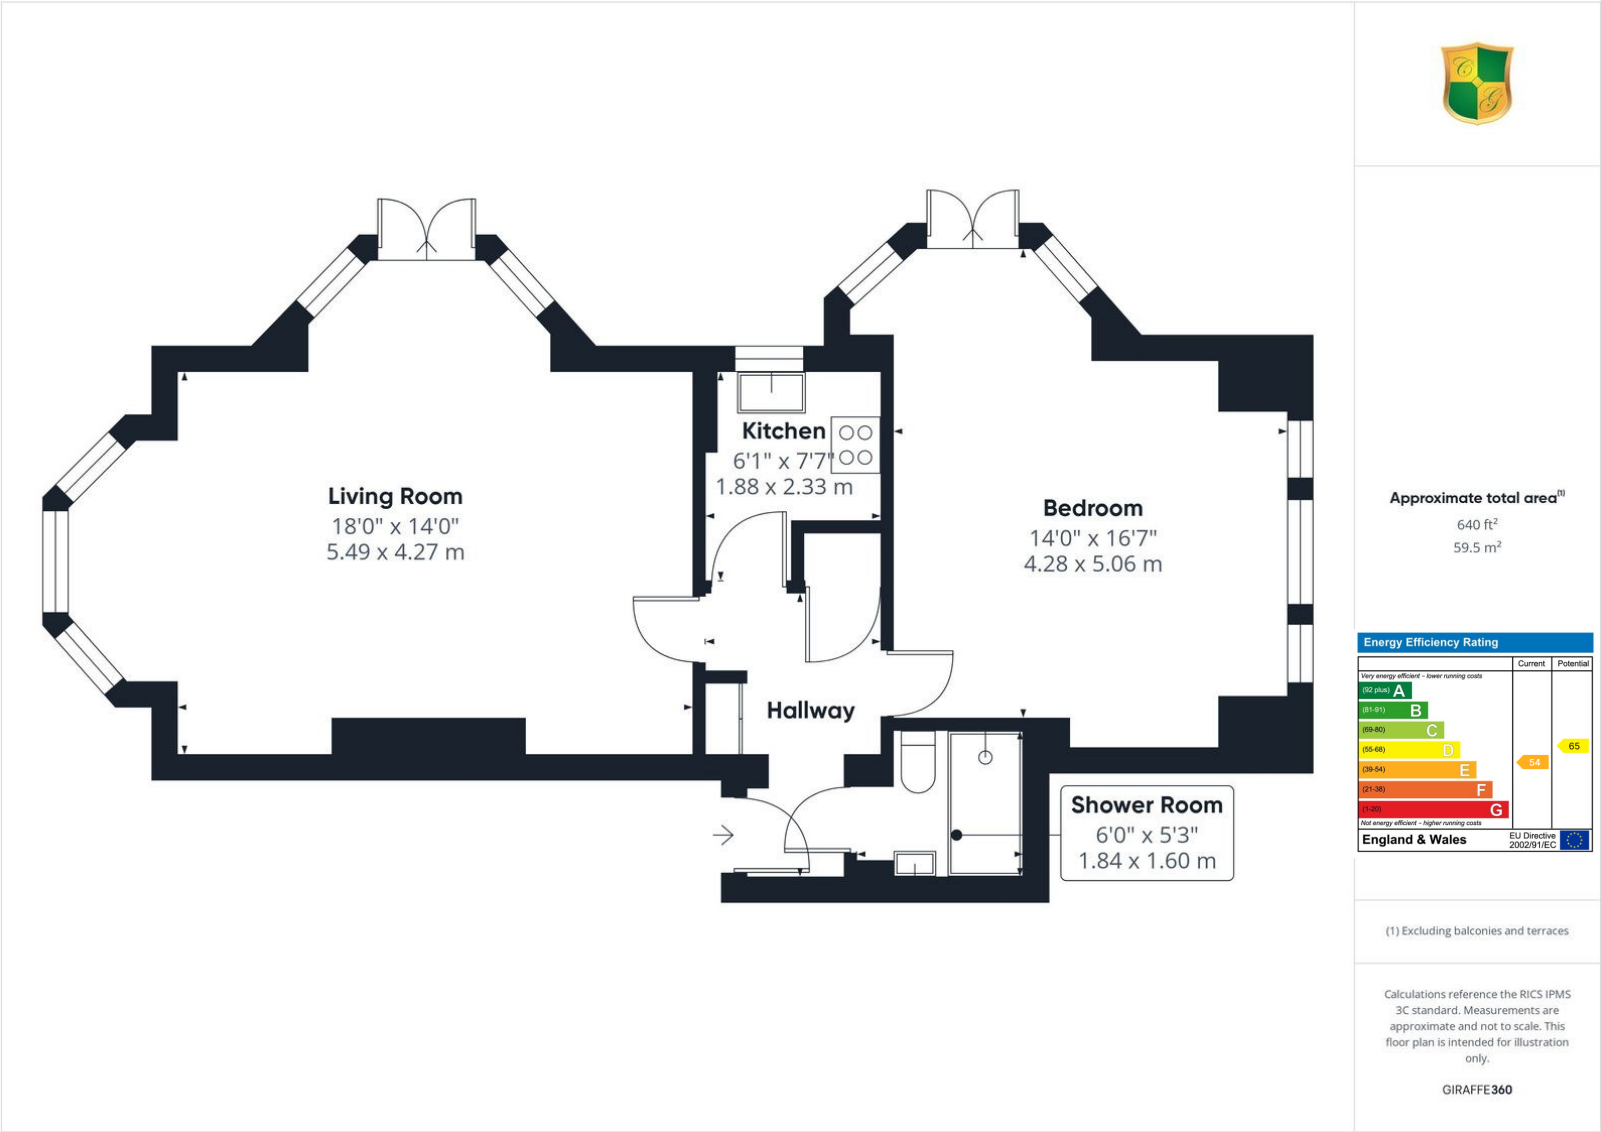 C
G
Living Room
18'0" x 14'0"
5.49 x 4.27 m
Kitchen
6'1" x 7'7"
1.88 x 2.33 m
Bedroom
14'0" x 16'7"
4.28 x 5.06 m
Hallway
Shower Room
6'0" x 5'3"
1.84 x 1.60 m
Approximate total area(1)
640 ft²
59.5 m²
Energy Efficiency Rating
Current Potential
Very energy efficient - lower running costs
(92 plus) A
(81-91) B
(69-80) C
(55-68) D
(39-54) E
(21-38) F
(1-20) G
54
65
Not energy efficient - higher running costs
England & Wales
EU Directive
2002/91/EC
(1) Excluding balconies and terraces
Calculations reference the RICS IPMS
3C standard. Measurements are
approximate and not to scale. This
floor plan is intended for illustration
only.
GIRAFFE360